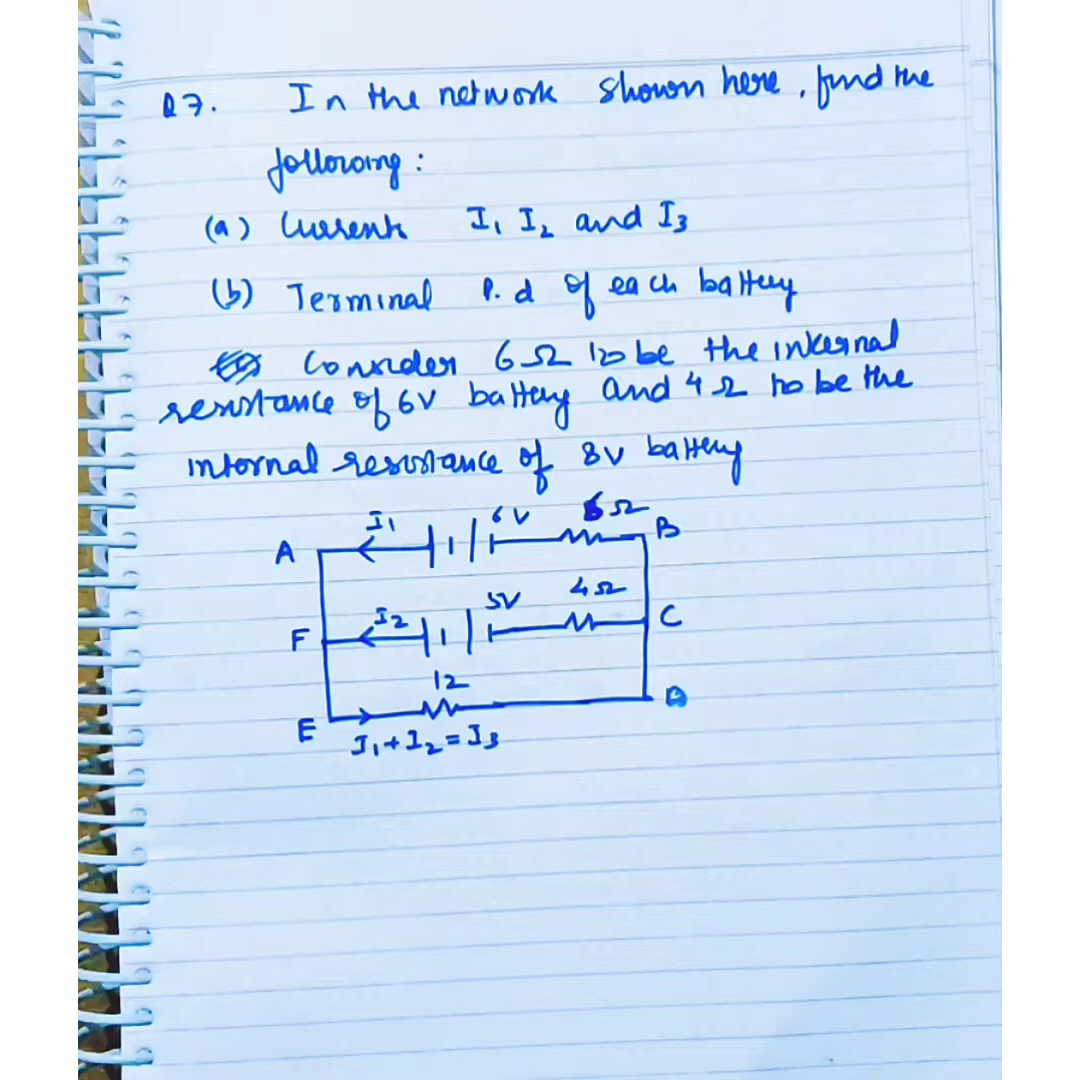 Q7. In the network shown here, find the
following:
(a) Currents I₁ I₂ and I₃
(b) Terminal P.d of each battery
Consider 6Ω to be the internal
resistance of 6V battery and 4Ω to be the
internal resistance of 8V battery
I₁ 6V 6Ω
A B
I₂ 5V 4Ω
F C
12
E D
I₁+I₂=I₃